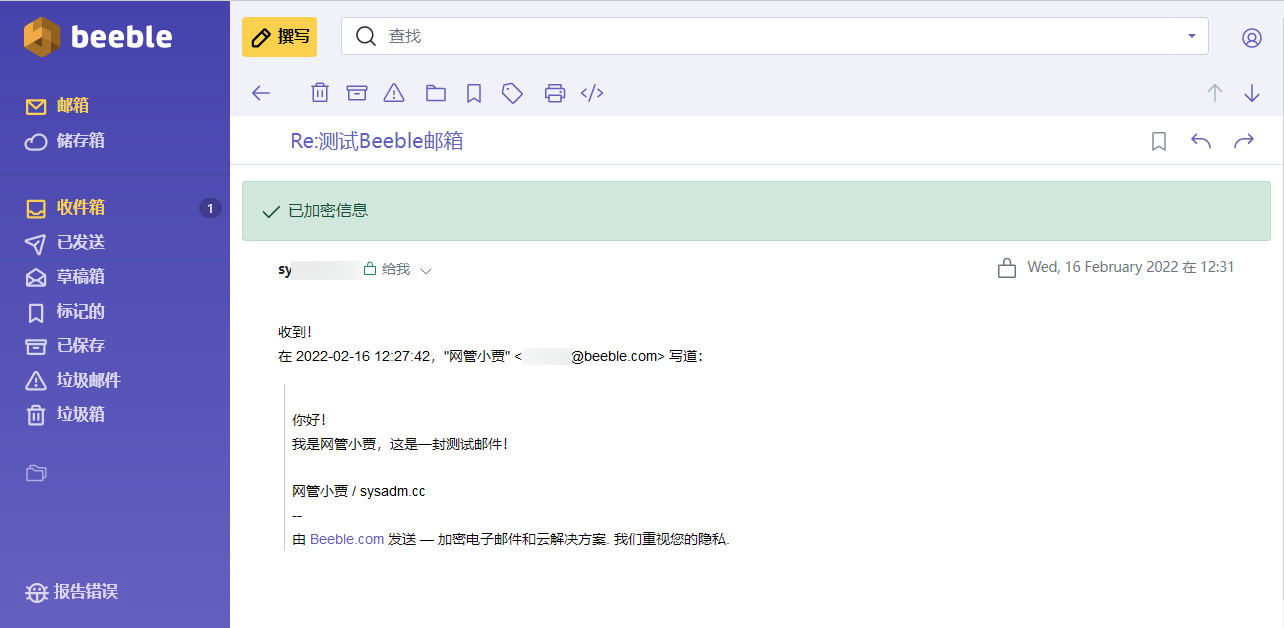 beeble
撰写
查找
邮箱
储存箱
收件箱 1
已发送
草稿箱
标记的
已保存
垃圾邮件
垃圾箱
报告错误
</>
Re:测试Beeble邮箱
已加密信息
sy 给我
Wed, 16 February 2022 在 12:31
收到！
在 2022-02-16 12:27:42，"网管小贾" < @beeble.com> 写道：
你好！
我是网管小贾，这是一封测试邮件！
网管小贾 / sysadm.cc
--
由 Beeble.com 发送 — 加密电子邮件和云解决方案. 我们重视您的隐私.